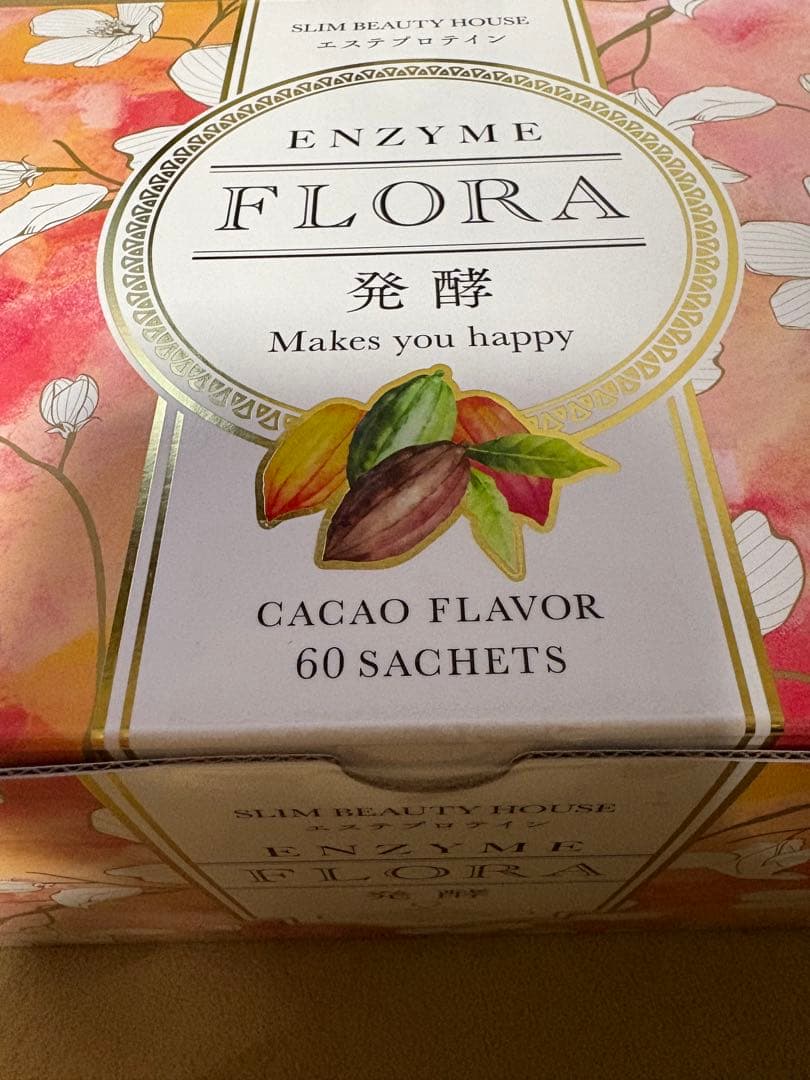 SLIM BEAUTY HOUSE
エステプロテイン
ENZYME
FLORA
発酵
Makes you happy
CACAO FLAVOR
60 SACHETS
SLIM BEAUTY HOUSE
エステプロテイン
ENZYME
FLORA
発酵